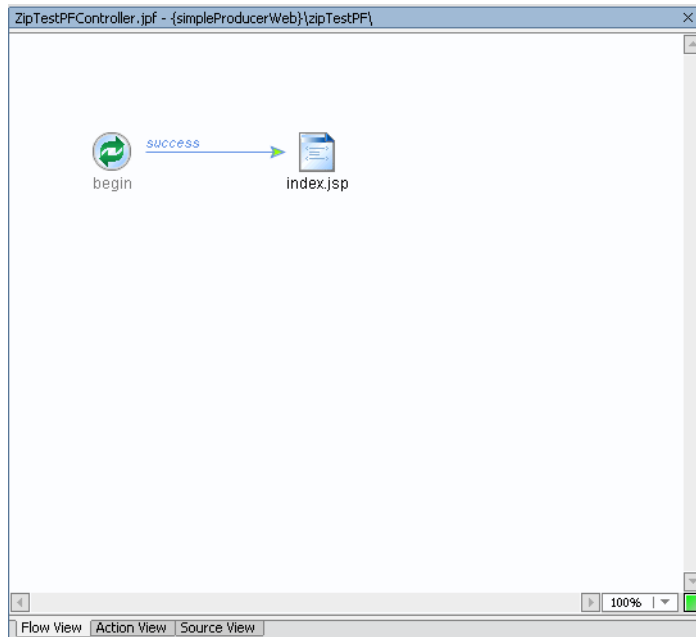 ZipTestPFController.jpf - {simpleProducerWeb}\zipTestPF\
success
begin
index.jsp
100%
Flow View Action View Source View